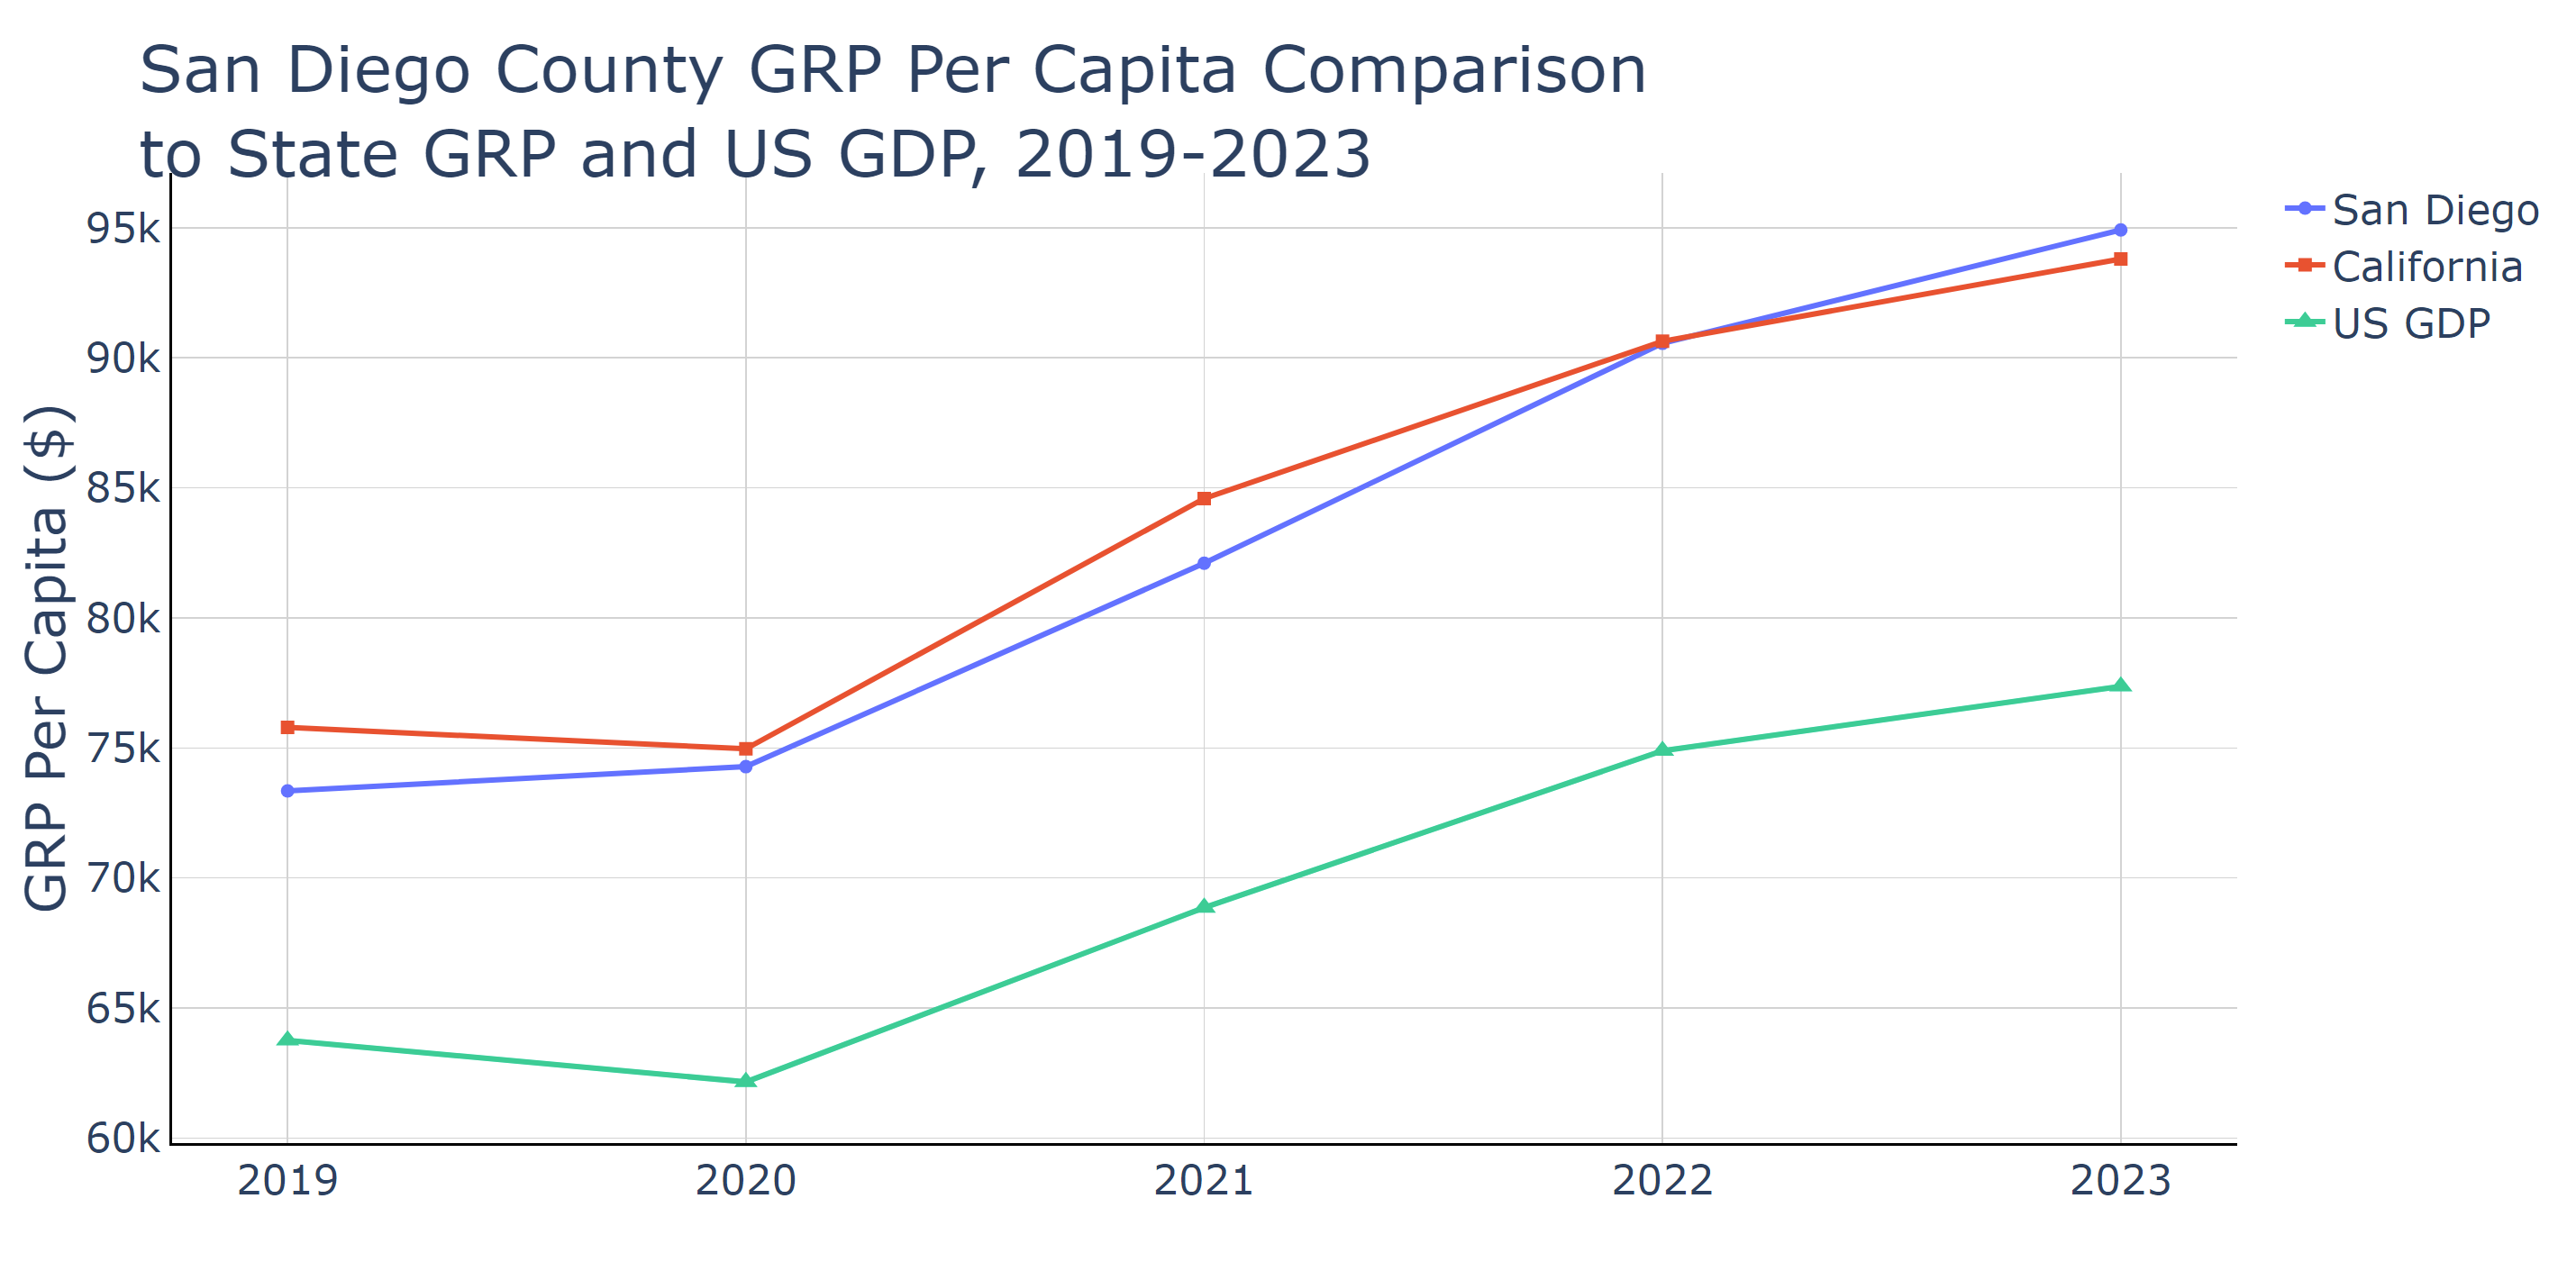 San Diego County GRP Per Capita Comparison
to State GRP and US GDP, 2019-2023
San Diego
California
US GDP
GRP Per Capita ($)
95k
90k
85k
80k
75k
70k
65k
60k
2019 2020 2021 2022 2023